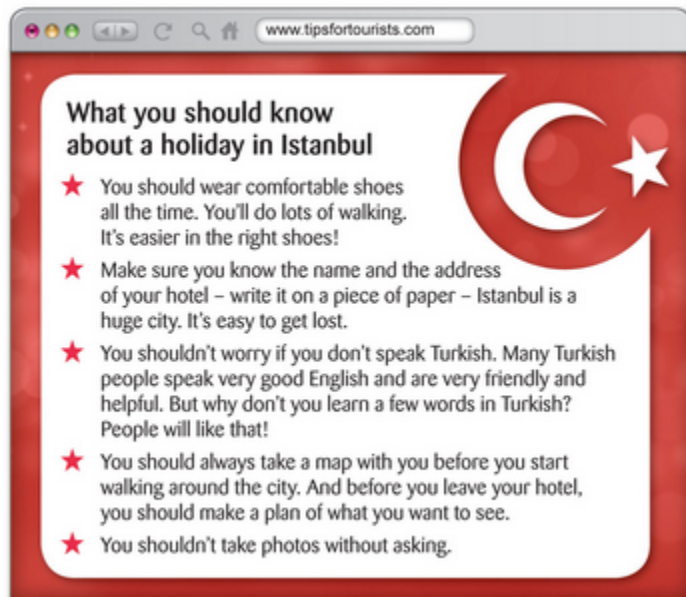 www.tipsfortourists.com
What you should know
about a holiday in Istanbul
You should wear comfortable shoes
all the time. You'll do lots of walking.
It's easier in the right shoes!
Make sure you know the name and the address
of your hotel – write it on a piece of paper – Istanbul is a
huge city. It's easy to get lost.
You shouldn't worry if you don't speak Turkish. Many Turkish
people speak very good English and are very friendly and
helpful. But why don't you learn a few words in Turkish?
People will like that!
You should always take a map with you before you start
walking around the city. And before you leave your hotel,
you should make a plan of what you want to see.
You shouldn't take photos without asking.